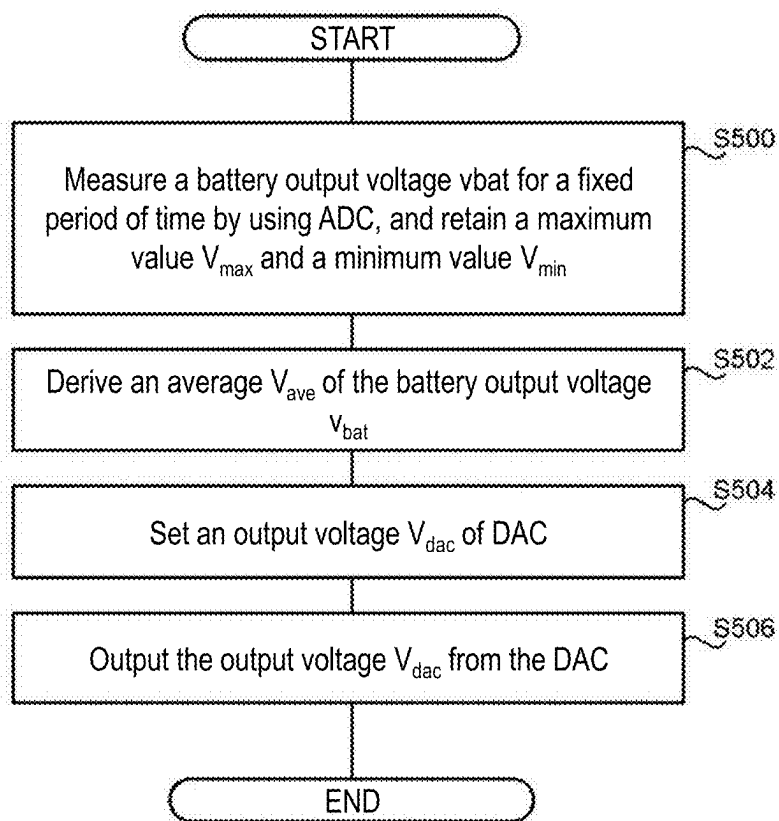 START
S500
Measure a battery output voltage vbat for a fixed
period of time by using ADC, and retain a maximum
value Vmax and a minimum value Vmin
S502
Derive an average Vave of the battery output voltage
vbat
S504
Set an output voltage Vdac of DAC
S506
Output the output voltage Vdac from the DAC
END